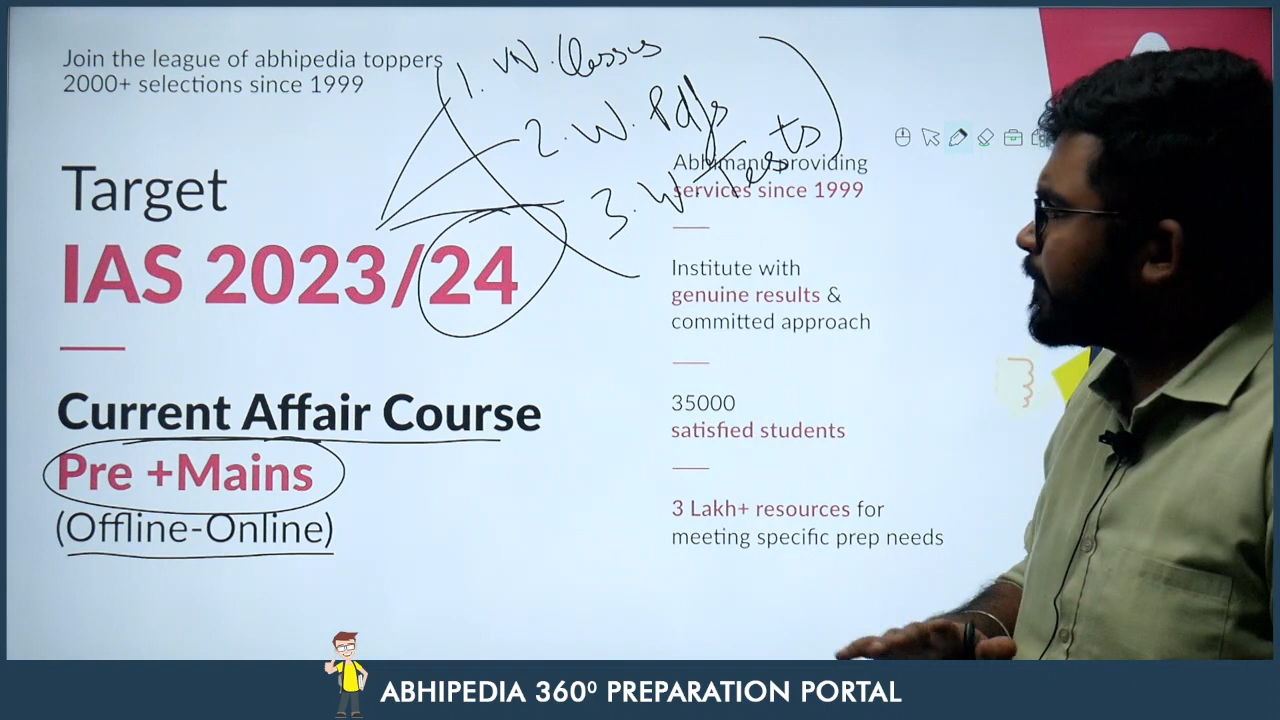 Join the league of abhipedia toppers
2000+ selections since 1999
1. W. Classes
2. W. Pdfs
3. W Tests
Target
IAS 2023/24
Current Affair Course
Pre +Mains
(Offline-Online)
Abhimanu providing
services since 1999
Institute with
genuine results &
committed approach
35000
satisfied students
3 Lakh+ resources for
meeting specific prep needs
ABHIPEDIA 360⁰ PREPARATION PORTAL